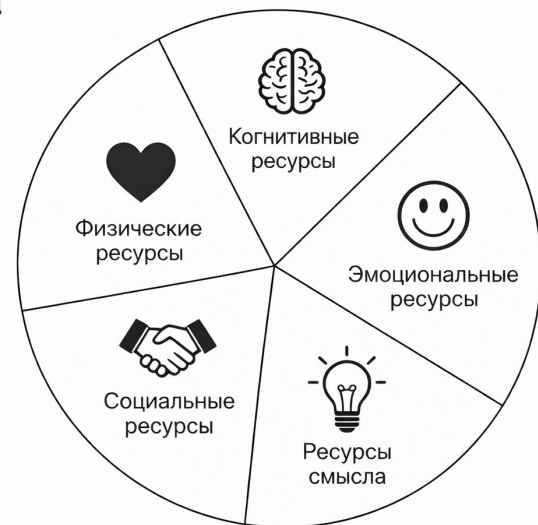 Когнитивные
ресурсы
Физические
ресурсы
Эмоциональные
ресурсы
Социальные
ресурсы
Ресурсы
смысла